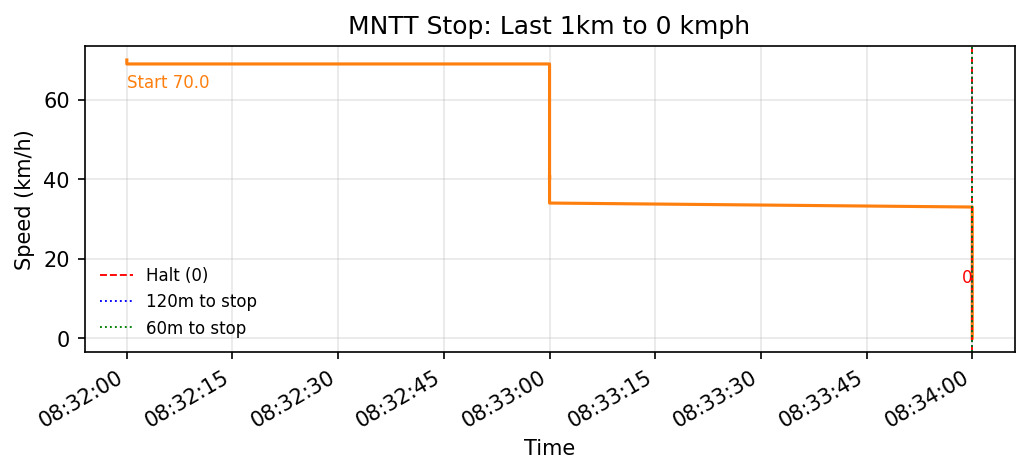 MNTT Stop: Last 1km to 0 kmph
Speed (km/h)
60
40
20
0
Start 70.0
0
Halt (0)
120m to stop
60m to stop
08:32:00
08:32:15
08:32:30
08:32:45
08:33:00
08:33:15
08:33:30
08:33:45
08:34:00
Time